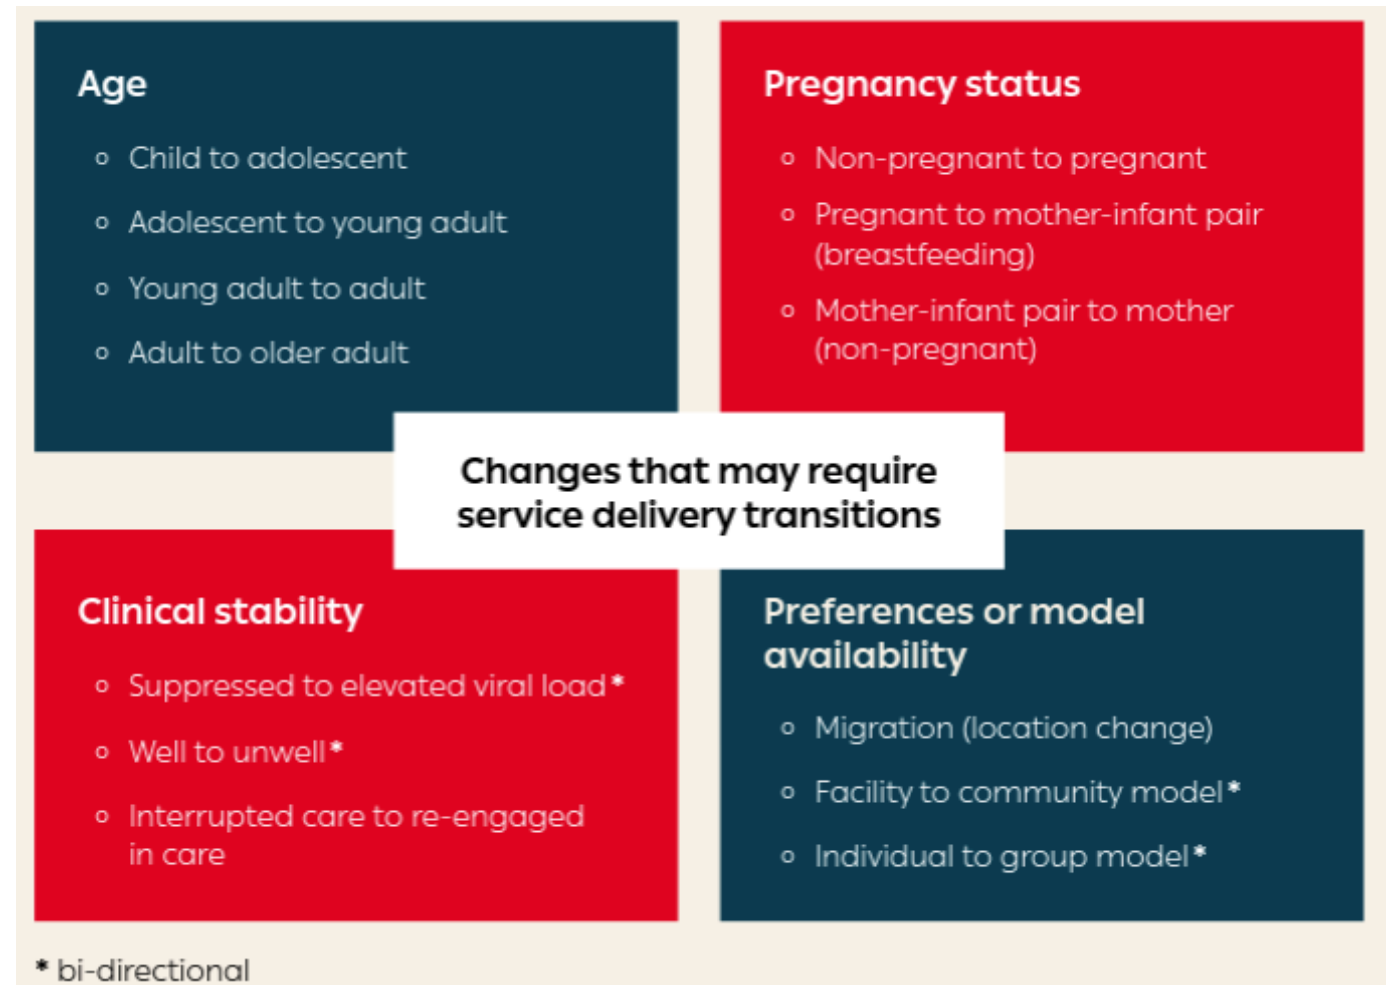 Age
○ Child to adolescent
○ Adolescent to young adult
○ Young adult to adult
○ Adult to older adult
Pregnancy status
○ Non-pregnant to pregnant
○ Pregnant to mother-infant pair
(breastfeeding)
○ Mother-infant pair to mother
(non-pregnant)
Changes that may require
service delivery transitions
Clinical stability
○ Suppressed to elevated viral load*
○ Well to unwell*
○ Interrupted care to re-engaged
in care
Preferences or model
availability
○ Migration (location change)
○ Facility to community model*
○ Individual to group model*
* bi-directional